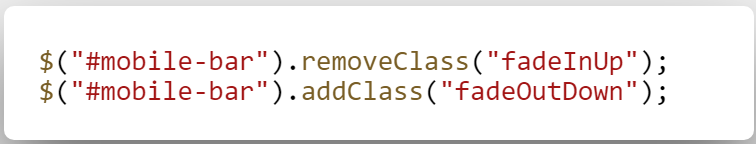 $("#mobile-bar").removeClass("fadeInUp");
$("#mobile-bar").addClass("fadeOutDown");